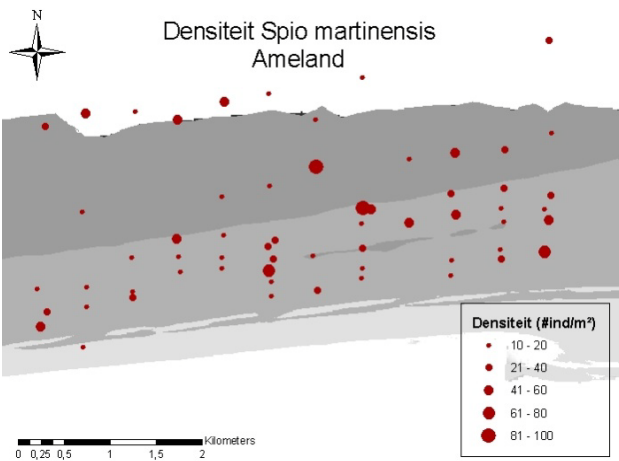 N
Densiteit Spio martinensis
Ameland
Densiteit (#ind/m²)
10 - 20
21 - 40
41 - 60
61 - 80
81 - 100
Kilometers
0 0,25 0,5 1 1,5 2